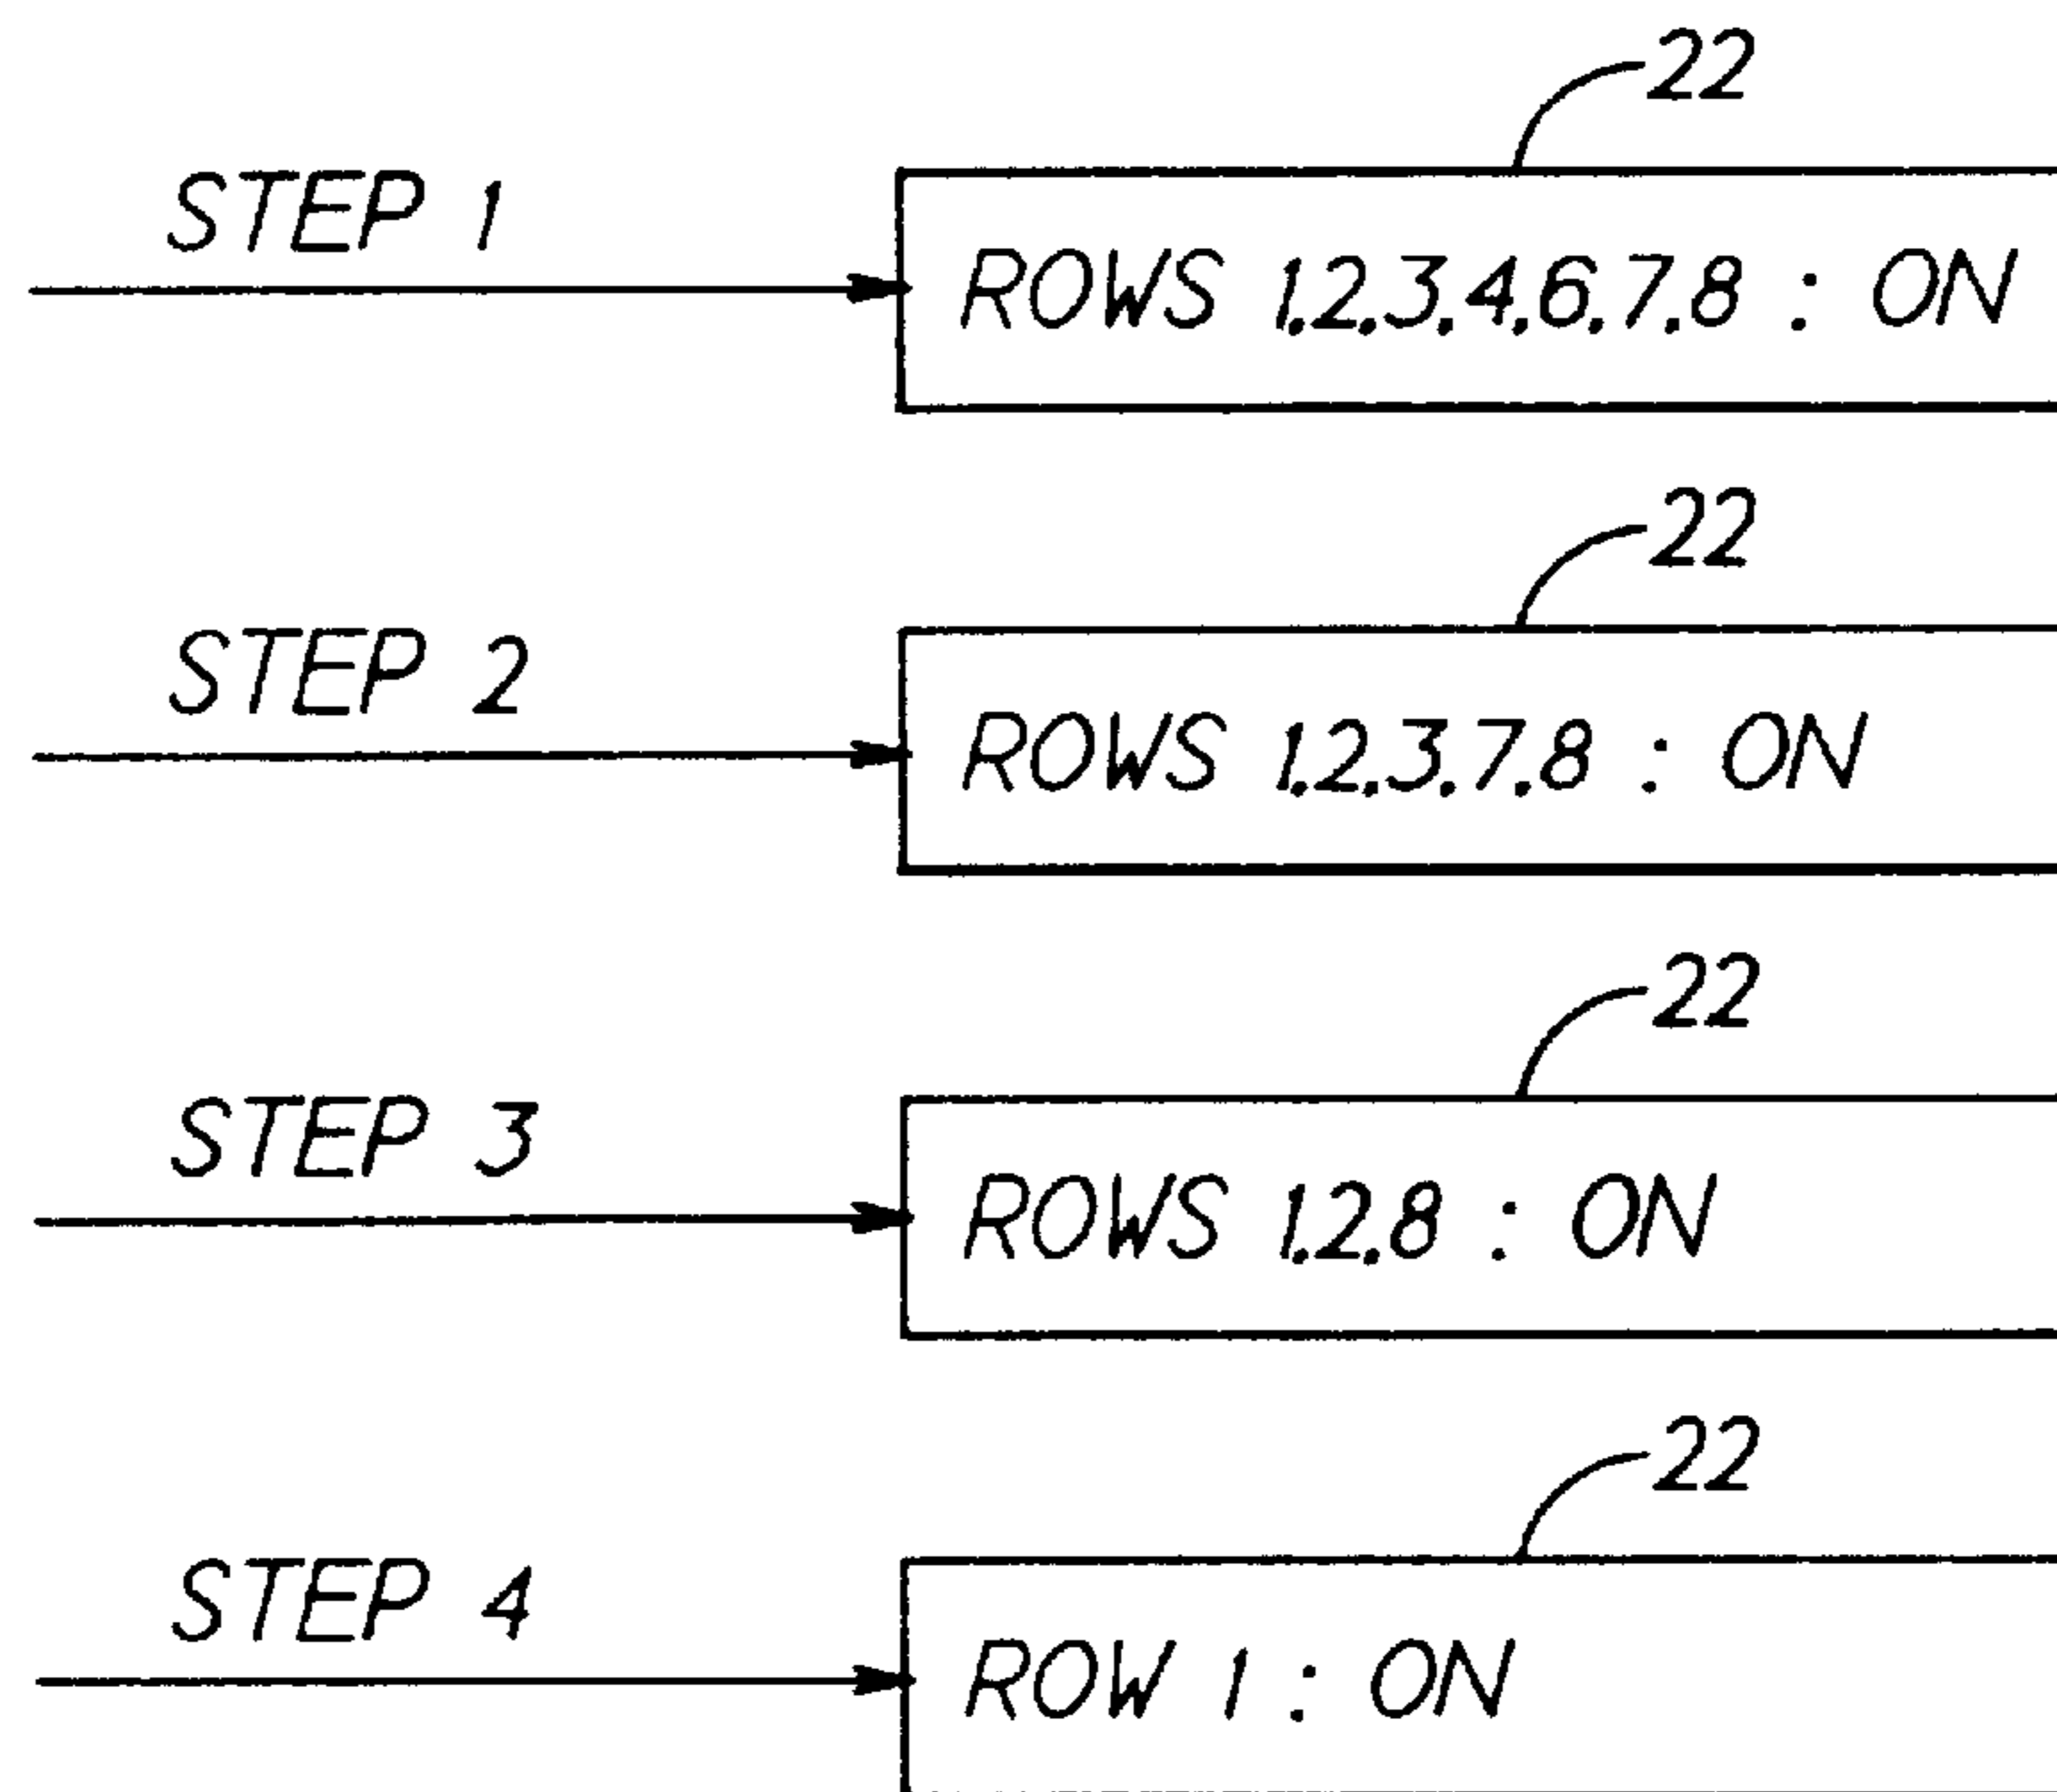 22
STEP 1
ROWS 1,2,3,4,6,7,8 : ON
22
STEP 2
ROWS 1,2,3,7,8 : ON
22
STEP 3
ROWS 1,2,8 : ON
22
STEP 4
ROW 1 : ON